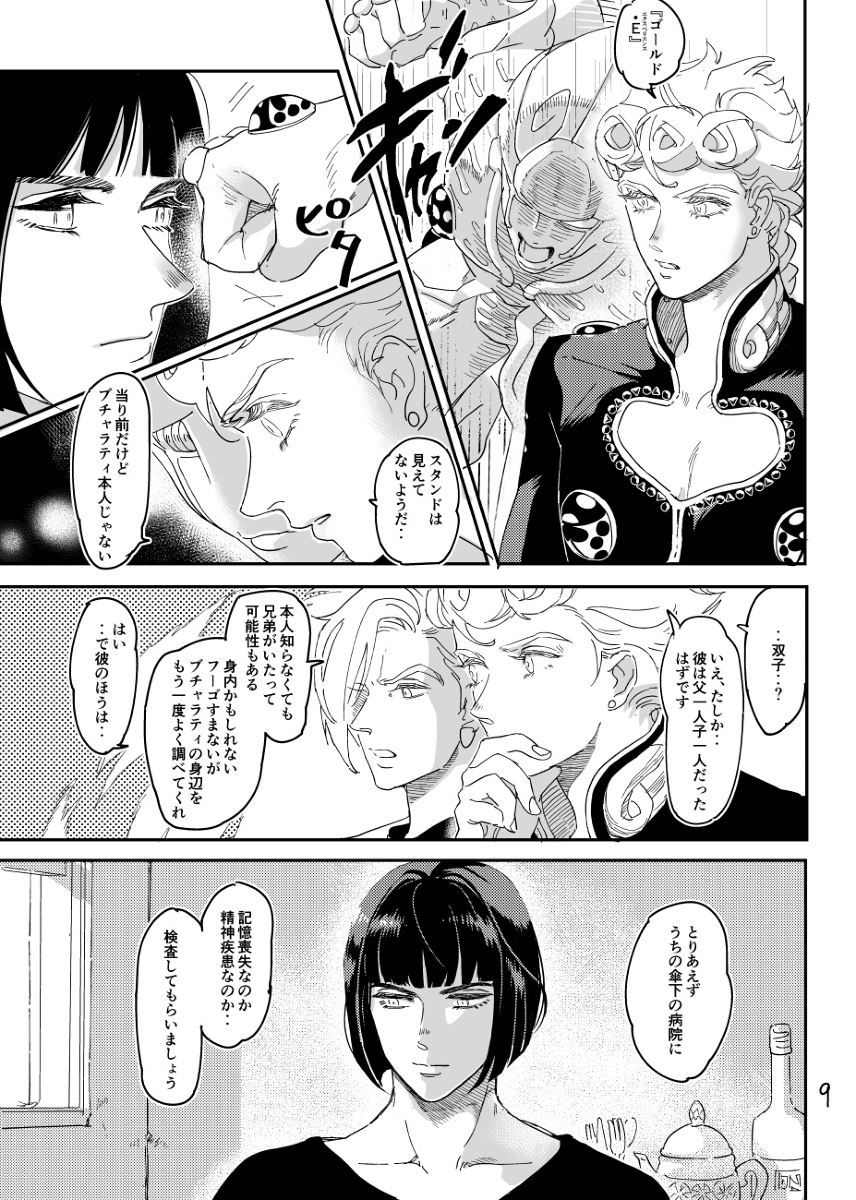 『ゴールド
・E』
ギャン
ピタ
スタンドは
見えて
ないようだ・・
当り前だけど
ブチャラティ本人じゃない
・・双子・・?
いえ、たしか・・
彼は父一人子一人だった
はずです
本人知らなくても
兄弟がいたって
可能性もある
身内かもしれない
フーゴすまないが
ブチャラティの身辺を
もう一度よく調べてくれ
はい
・・で彼のほうは・・
とりあえず
うちの傘下の病院に
記憶喪失なのか
精神疾患なのか・・
検査してもらいましょう
9